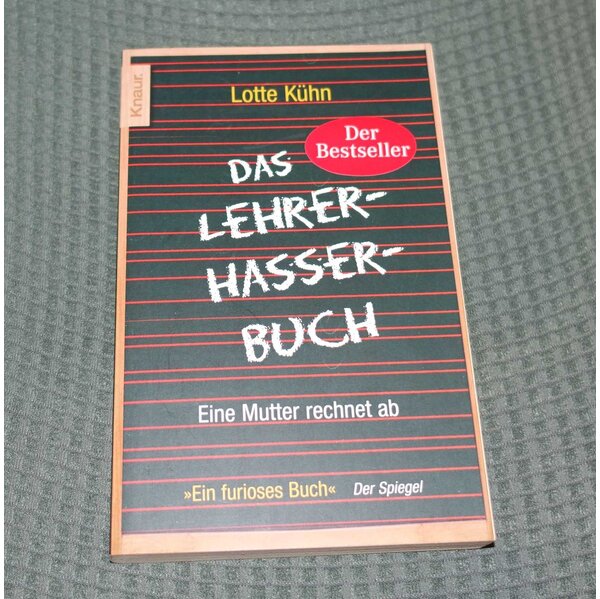 Knaur.
Lotte Kühn
Der
Bestseller
DAS
LEHRER-
HASSER-
BUCH
Eine Mutter rechnet ab
»Ein furioses Buch« Der Spiegel